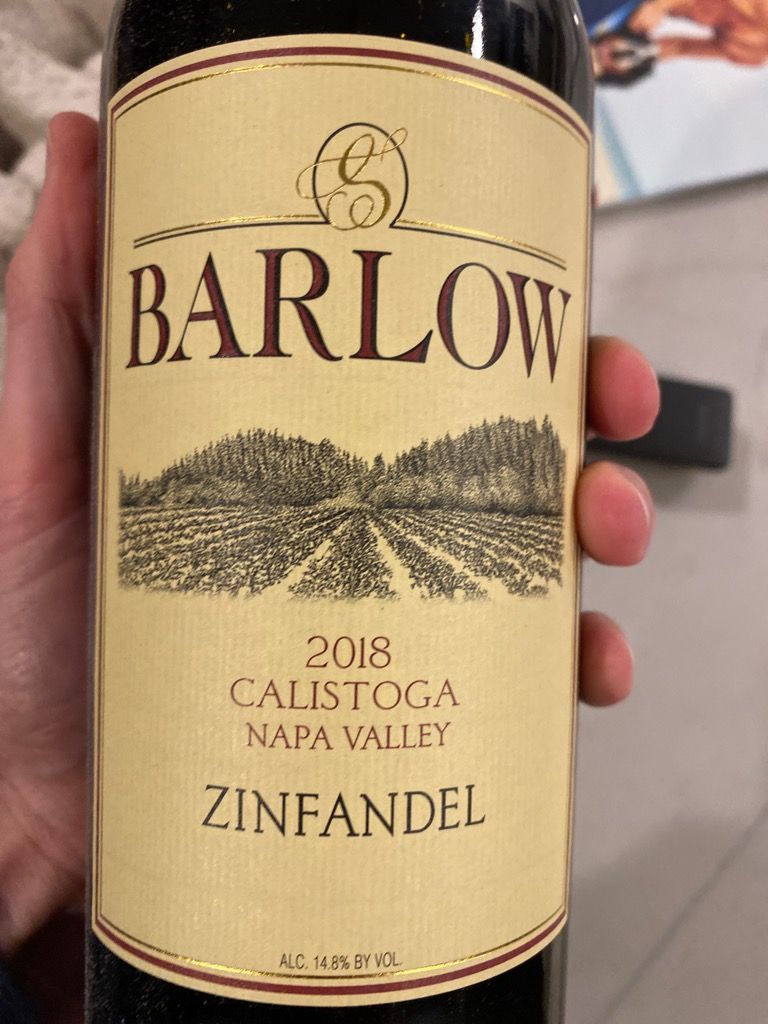 S
BARLOW
2018
CALISTOGA
NAPA VALLEY
ZINFANDEL
ALC. 14.8% BY VOL.